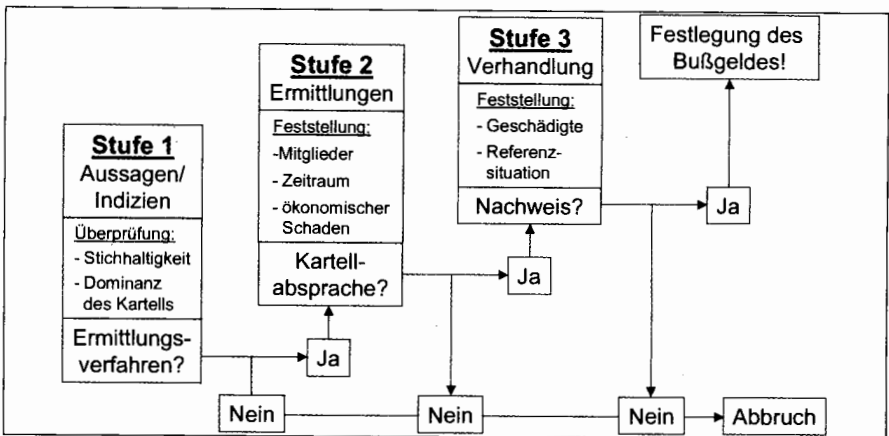 Stufe 1
Aussagen/
Indizien
Überprüfung:
- Stichhaltigkeit
- Dominanz
des Kartells
Ermittlungs-
verfahren?
Ja
Nein
Stufe 2
Ermittlungen
Feststellung:
-Mitglieder
- Zeitraum
- ökonomischer
Schaden
Kartell-
absprache?
Ja
Nein
Stufe 3
Verhandlung
Feststellung:
- Geschädigte
- Referenz-
situation
Nachweis?
Ja
Nein
Festlegung des
Bußgeldes!
Abbruch